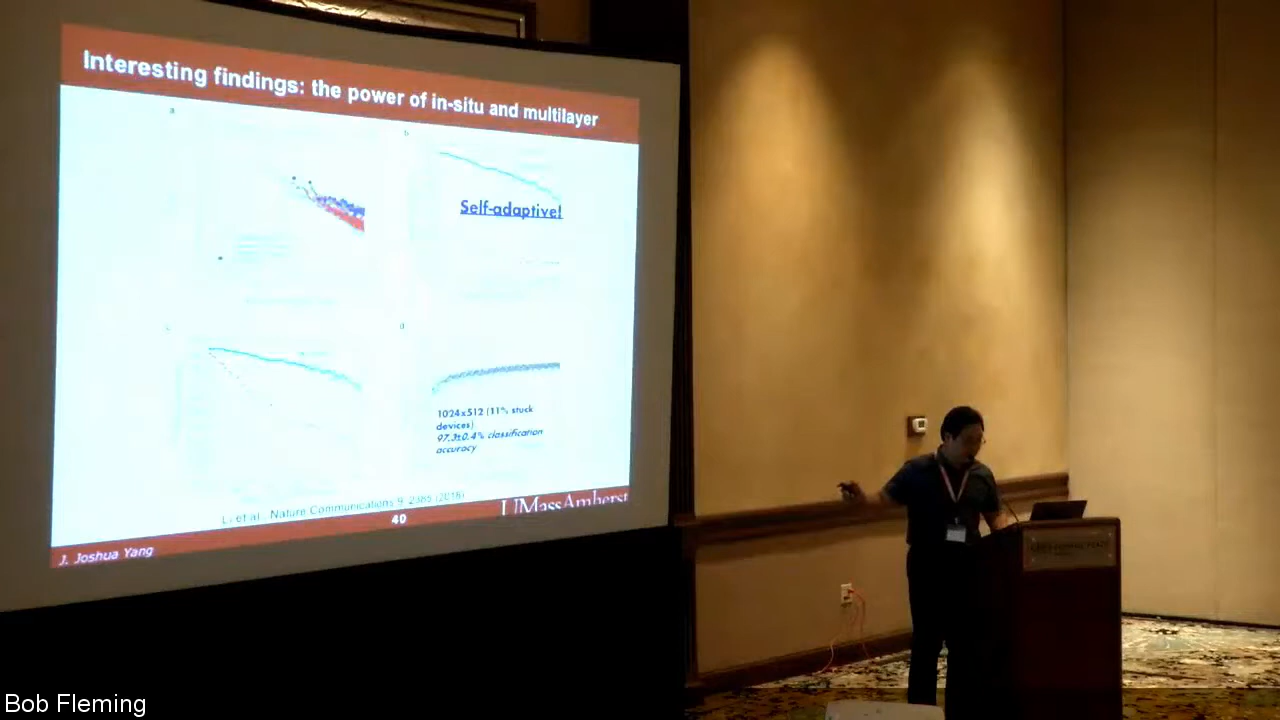 Interesting findings: the power of in-situ and multilayer
a
b
Self-adaptive!
c
d
1024x512 (11% stuck
devices)
97.3±0.4% classification
accuracy
Li et al., Nature Communications 9, 2385 (2018)
UMassAmherst
40
J. Joshua Yang
Bob Fleming